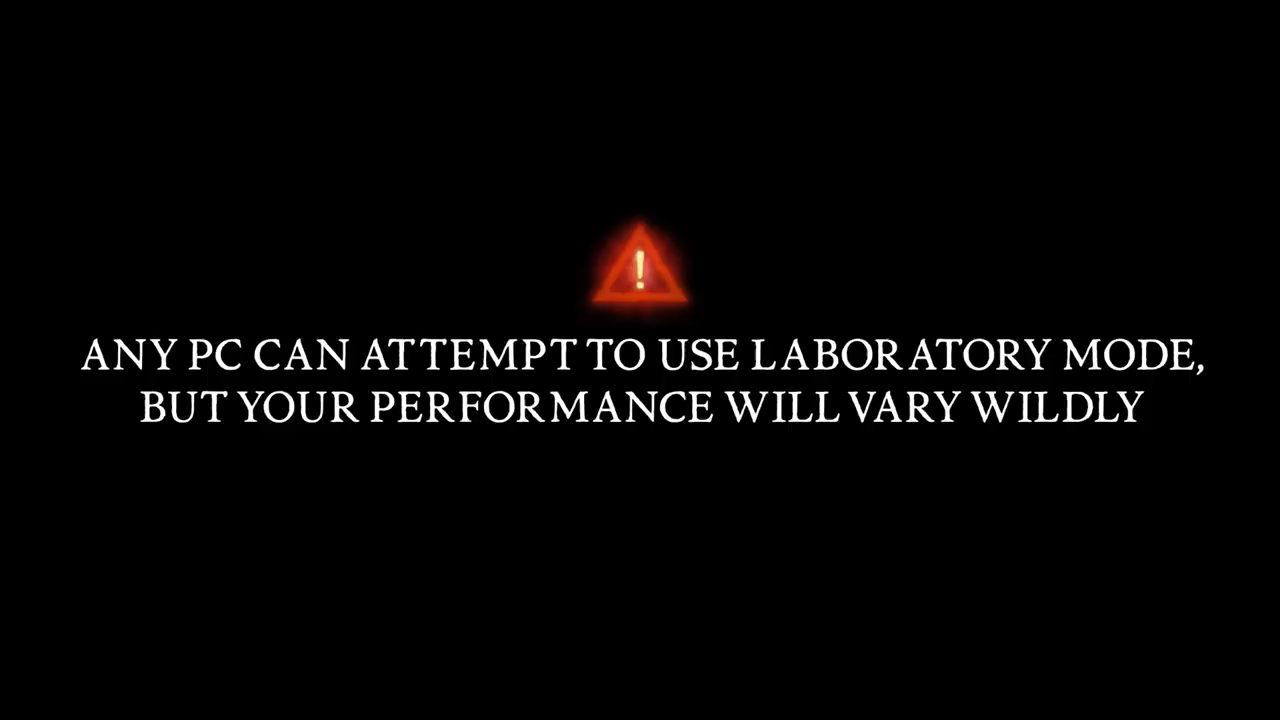 !
ANY PC CAN ATTEMPT TO USE LABORATORY MODE,
BUT YOUR PERFORMANCE WILL VARY WILDLY